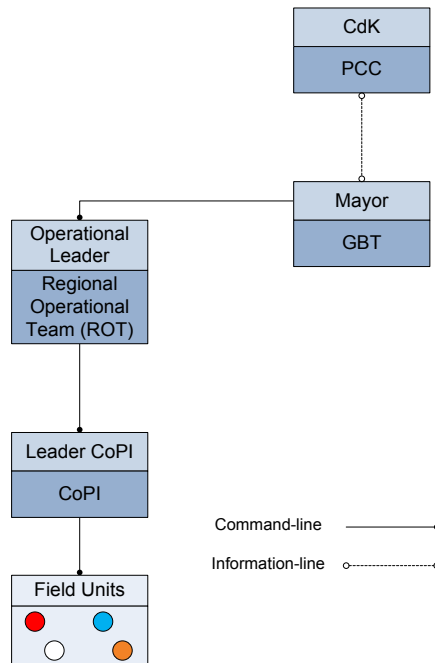 CdK
PCC
Mayor
GBT
Operational
Leader
Regional
Operational
Team (ROT)
Leader CoPI
CoPI
Command-line
Information-line
Field Units